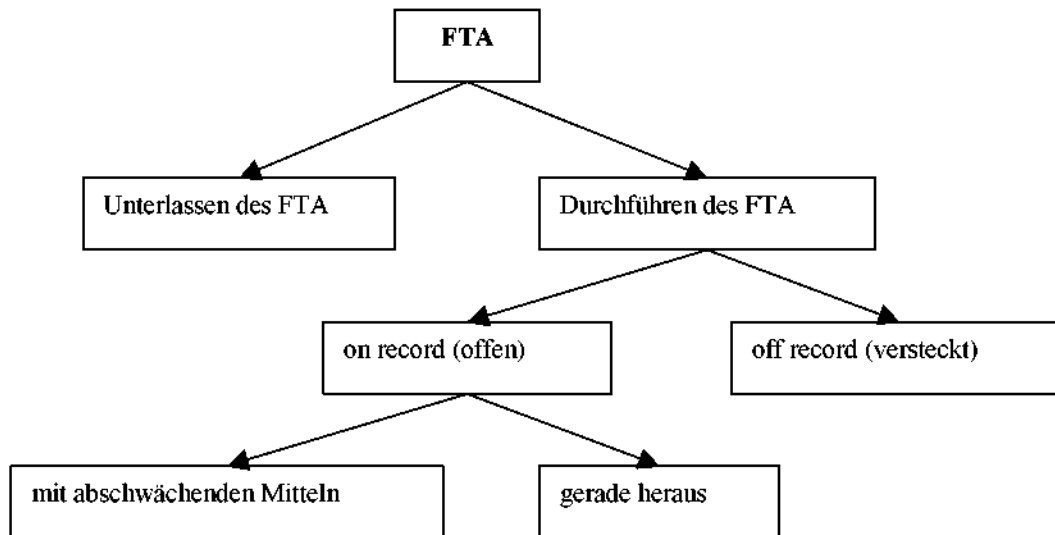 FTA
Unterlassen des FTA
Durchführen des FTA
on record (offen)
off record (versteckt)
mit abschwächenden Mitteln
gerade heraus